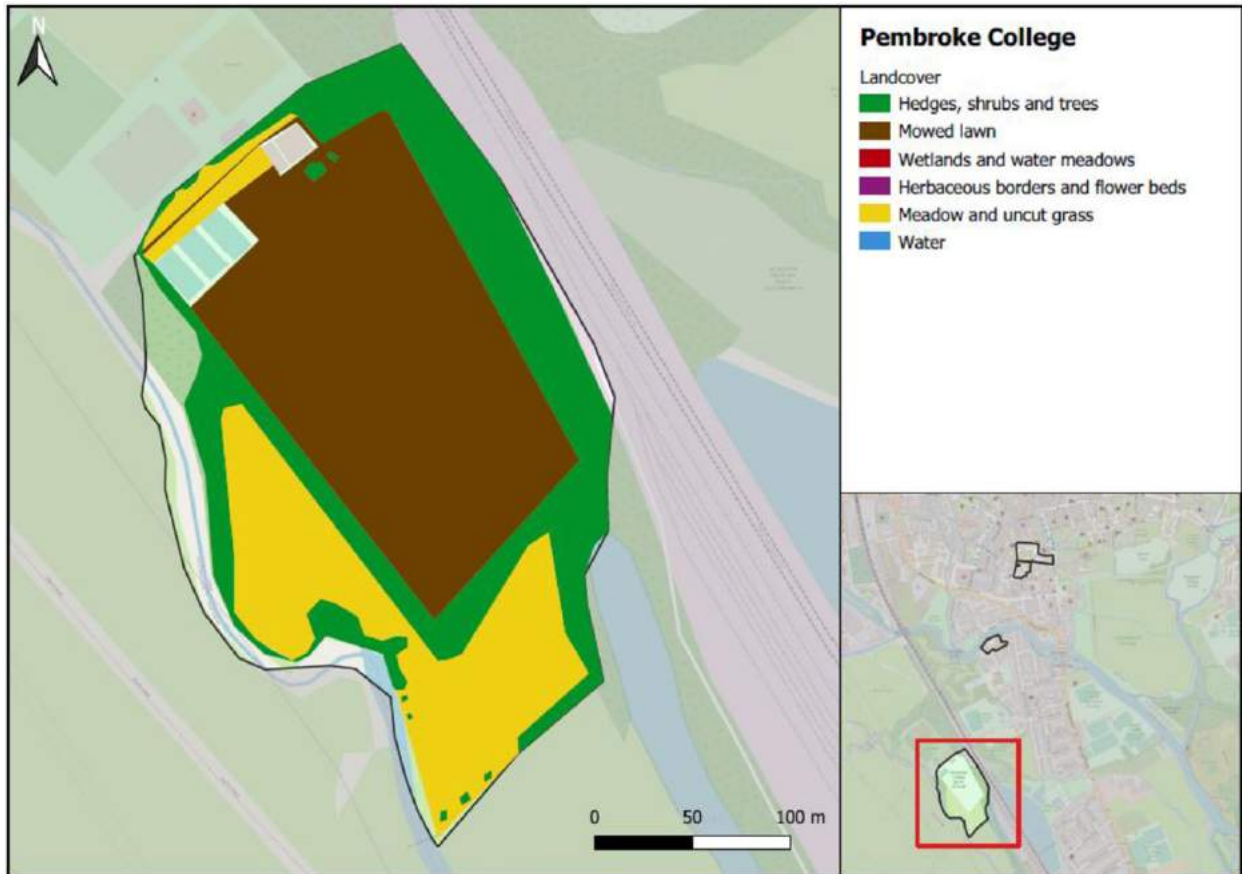 N
Pembroke College
Landcover
Hedges, shrubs and trees
Mowed lawn
Wetlands and water meadows
Herbaceous borders and flower beds
Meadow and uncut grass
Water
0 50 100 m